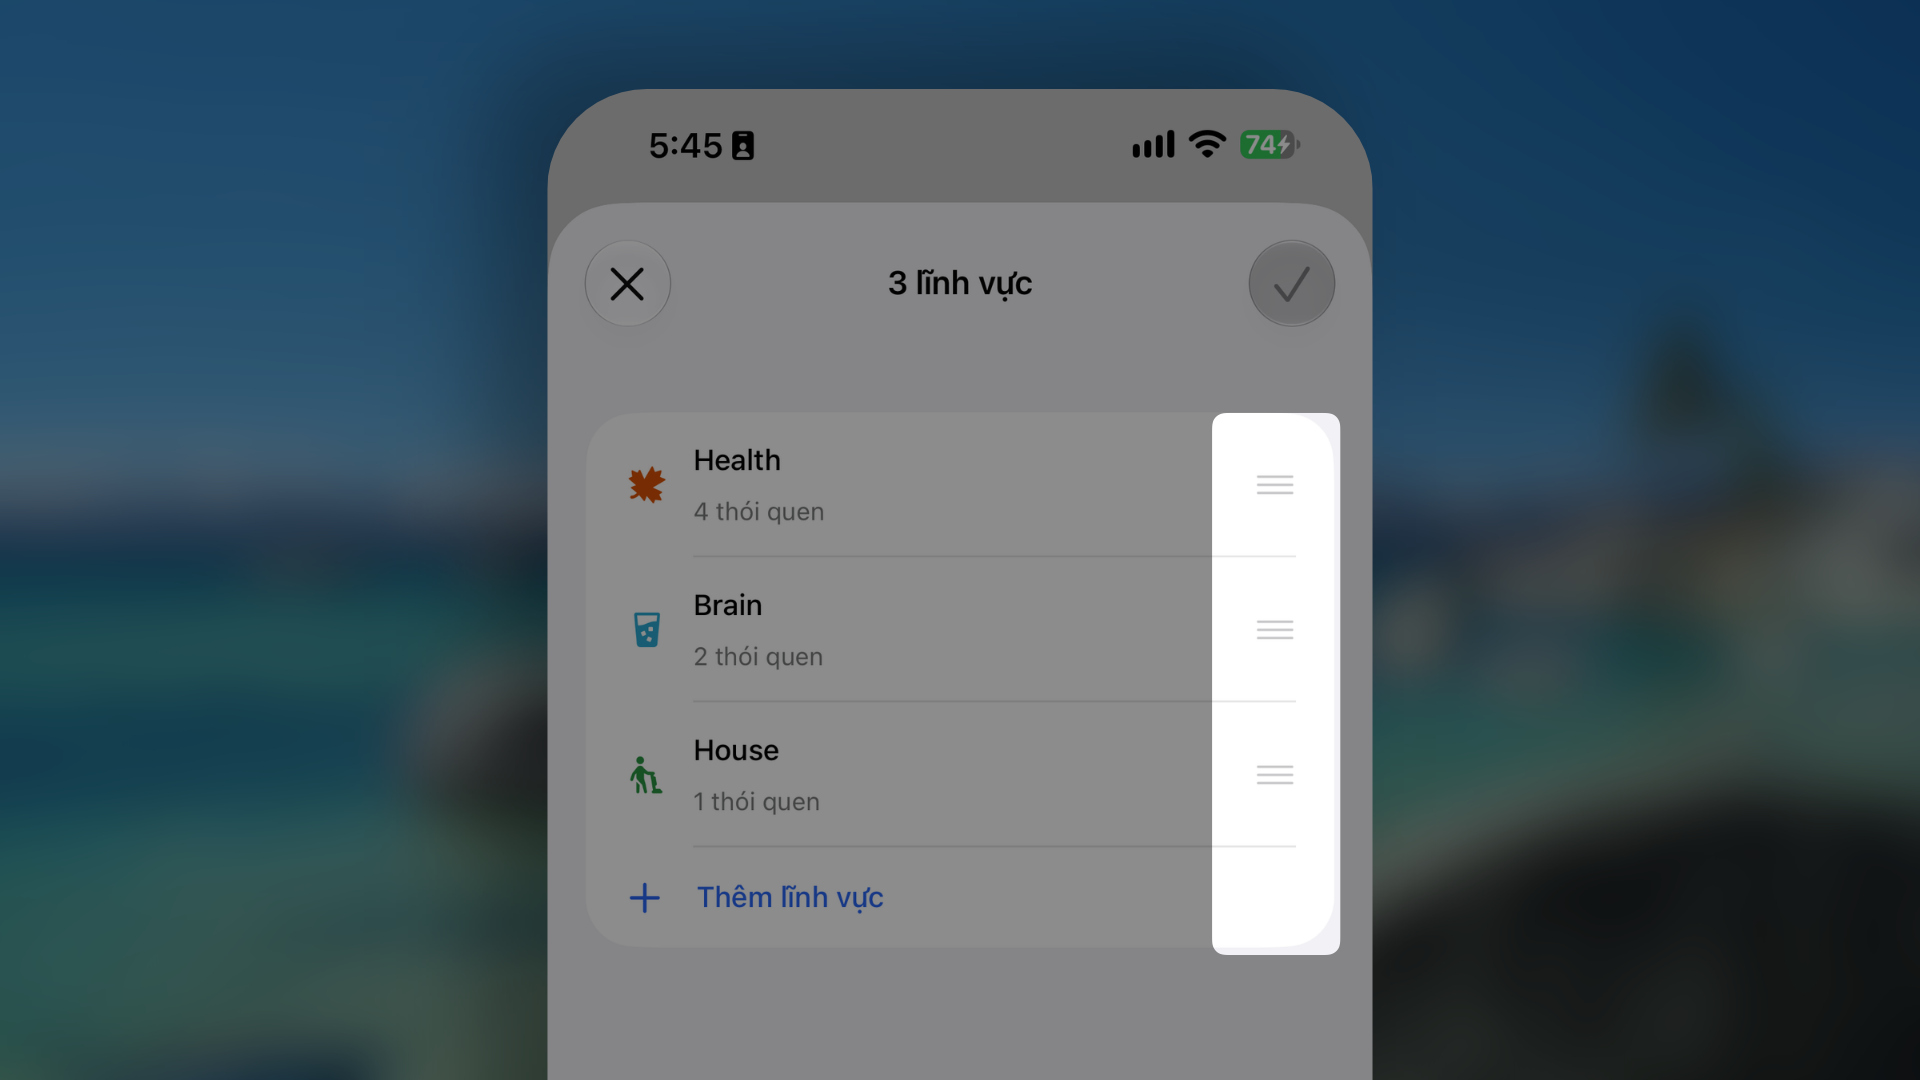 5:45
74
3 lĩnh vực
Health
4 thói quen
Brain
2 thói quen
House
1 thói quen
Thêm lĩnh vực